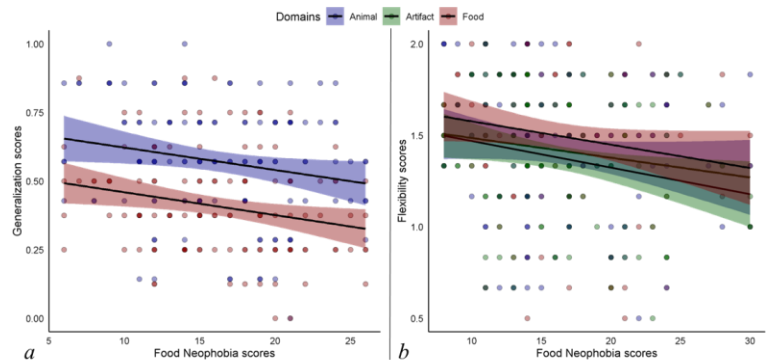 Domains Animal Artifact Food
1.00
0.75
0.50
0.25
0.00
Generalization scores
5 10 15 20 25
Food Neophobia scores
a
2.0
1.5
1.0
0.5
Flexibility scores
10 15 20 25 30
Food Neophobia scores
b